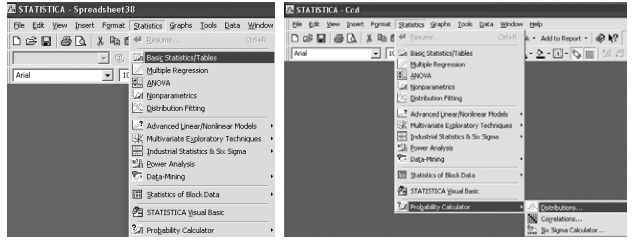 STATISTICA - Spreadsheet38
File Edit View Insert Format Statistics Graphs Tools Data Window
Resume... Ctrl+R
Arial 10
Basic Statistics/Tables
Multiple Regression
ANOVA
Nonparametrics
Distribution Fitting
Advanced Linear/Nonlinear Models
Multivariate Exploratory Techniques
Industrial Statistics & Six Sigma
Power Analysis
Data-Mining
Statistics of Block Data
STATISTICA Visual Basic
Probability Calculator
STATISTICA - Ccd
File Edit View Insert Format Statistics Graphs Tools Data Window Help
Resume... Ctrl+R Add to Report
Arial 10
Basic Statistics/Tables
Multiple Regression
ANOVA
Nonparametrics
Distribution Fitting
Advanced Linear/Nonlinear Models
Multivariate Exploratory Techniques
Industrial Statistics & Six Sigma
Power Analysis
Data-Mining
Statistics of Block Data
STATISTICA Visual Basic
Probability Calculator
Distributions...
Correlations...
Six Sigma Calculator...